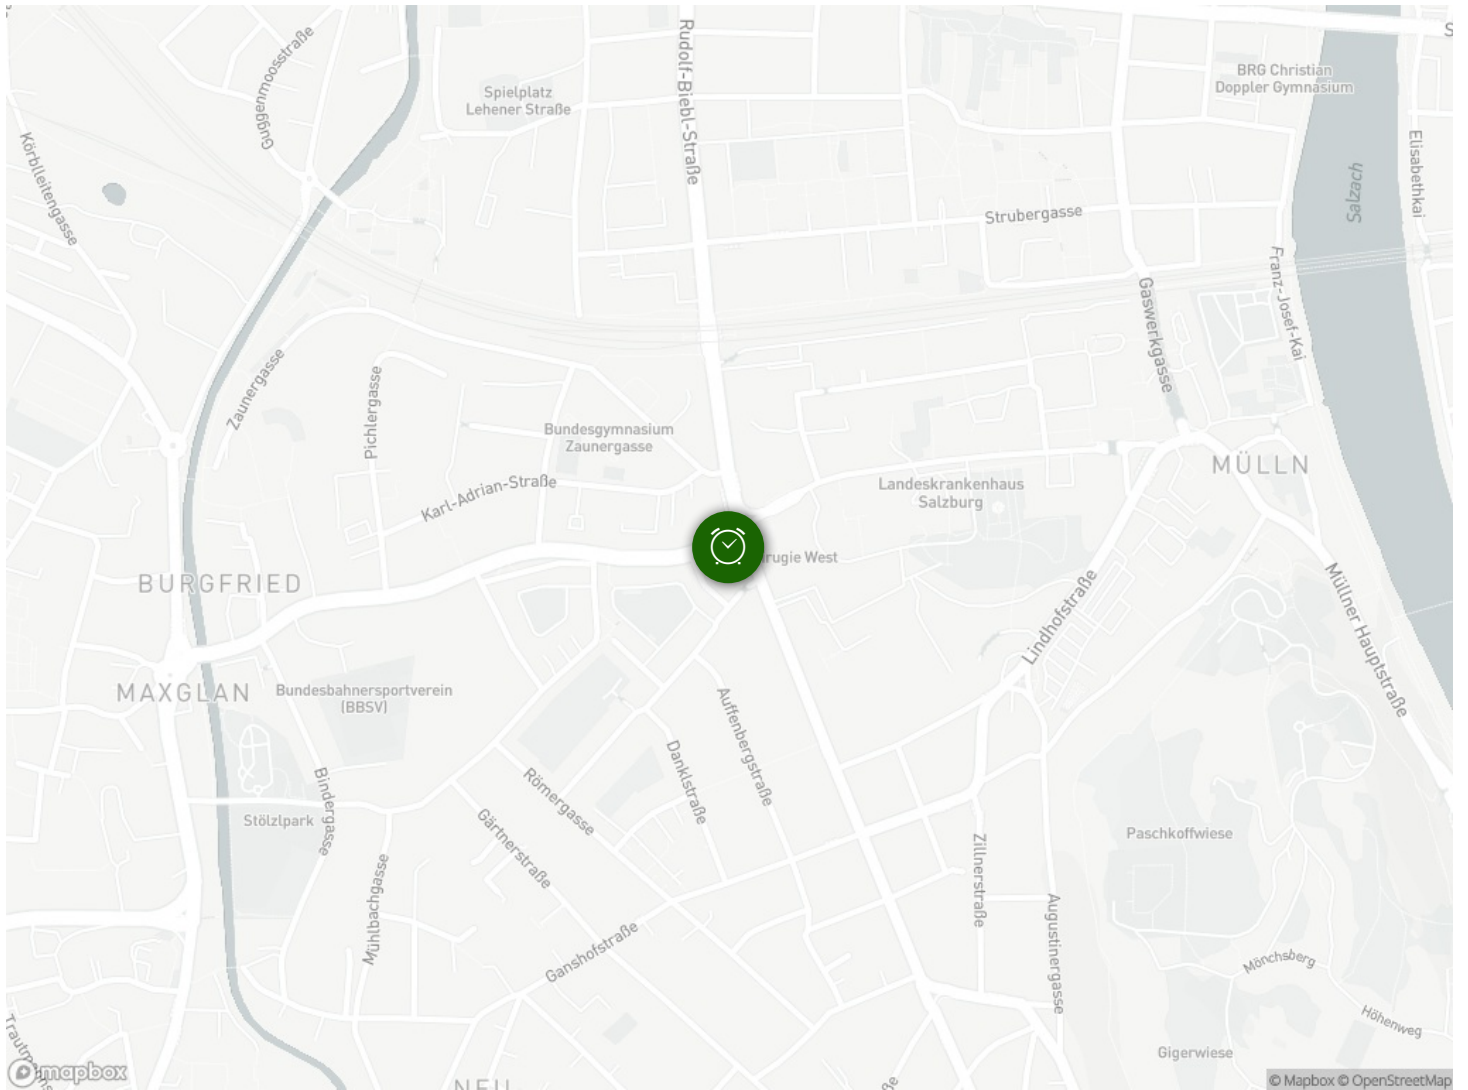 S
Rudolf-Biebl-Straße
Guggenmoosstraße
BRG Christian
Doppler Gymnasium
Spielplatz
Lehener Straße
Körblleitengasse
Elisabethkai
Salzach
Strubergasse
Franz-Josef-Kai
Gaswerkgasse
Zaunergasse
Pichlergasse
Bundesgymnasium
Zaunergasse
MÜLLN
Karl-Adrian-Straße
Landeskrankenhaus
Salzburg
rugie West
BURGFRIED
Lindhofstraße
Müllner Hauptstraße
MAXGLAN
Bundesbahnersportverein
(BBSV)
Auffenbergstraße
Danklstraße
Bindergasse
Römergasse
Stölzlpark
Gärtnerstraße
Paschkoffwiese
Zillnerstraße
Mühlbachgasse
Augustinergasse
Ganshofstraße
Mönchsberg
Höhenweg
Gigerwiese
mapbox
NEU-
© Mapbox © OpenStreetMap